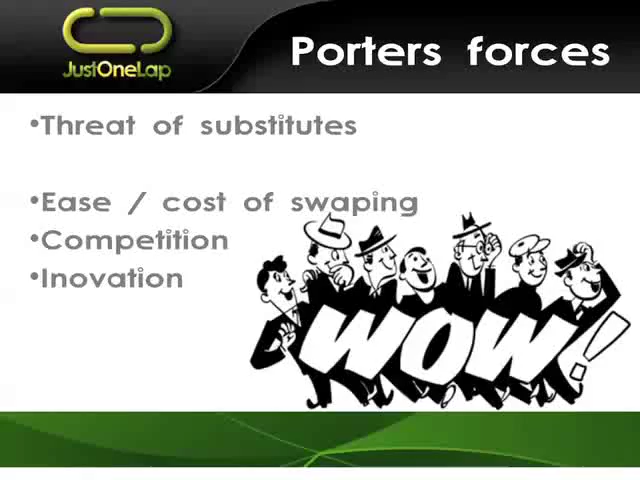 JustOneLap
Porters forces
•Threat of substitutes
•Ease / cost of swaping
•Competition
•Inovation
WOW!